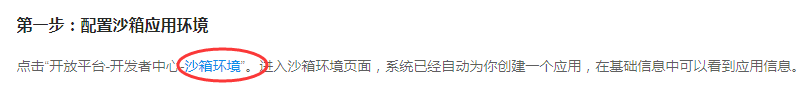 第一步：配置沙箱应用环境
点击“开放平台-开发者中心-沙箱环境”。进入沙箱环境页面，系统已经自动为你创建一个应用，在基础信息中可以看到应用信息。